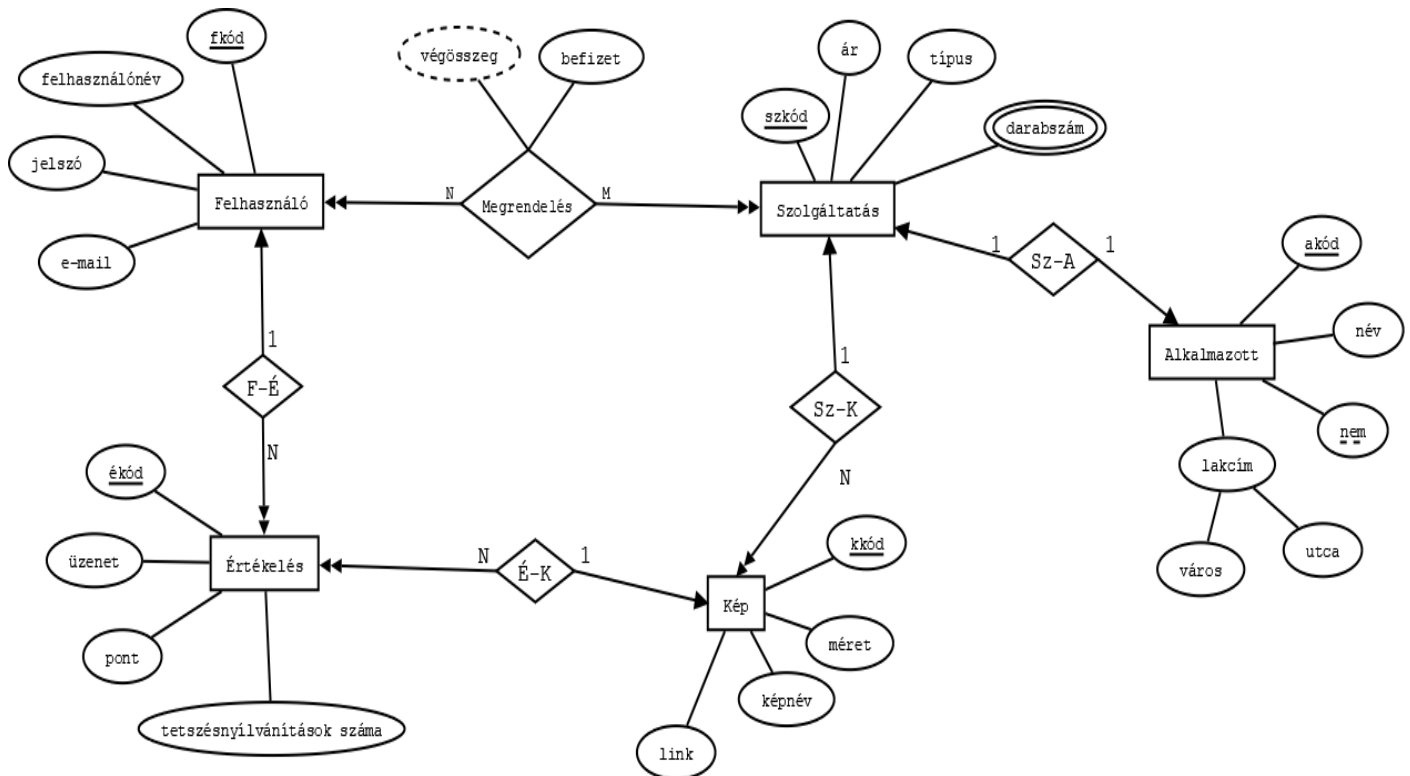 fkód
végösszeg
befizet
ár
típus
felhasználónév
szkód
darabszám
jelszó
Felhasználó
N
Megrendelés
M
Szolgáltatás
e-mail
1
Sz-A
1
akód
név
Alkalmazott
nem
lakcím
város
utca
1
F-É
N
1
Sz-K
N
ékód
üzenet
Értékelés
pont
tetszésnyílvánítások száma
N
É-K
1
Kép
kkód
méret
képnév
link